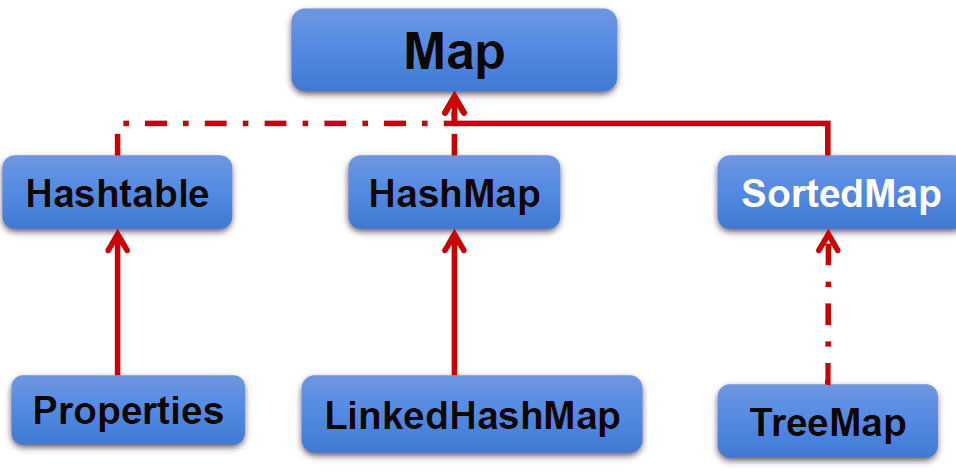 Map
Hashtable
HashMap
SortedMap
Properties
LinkedHashMap
TreeMap